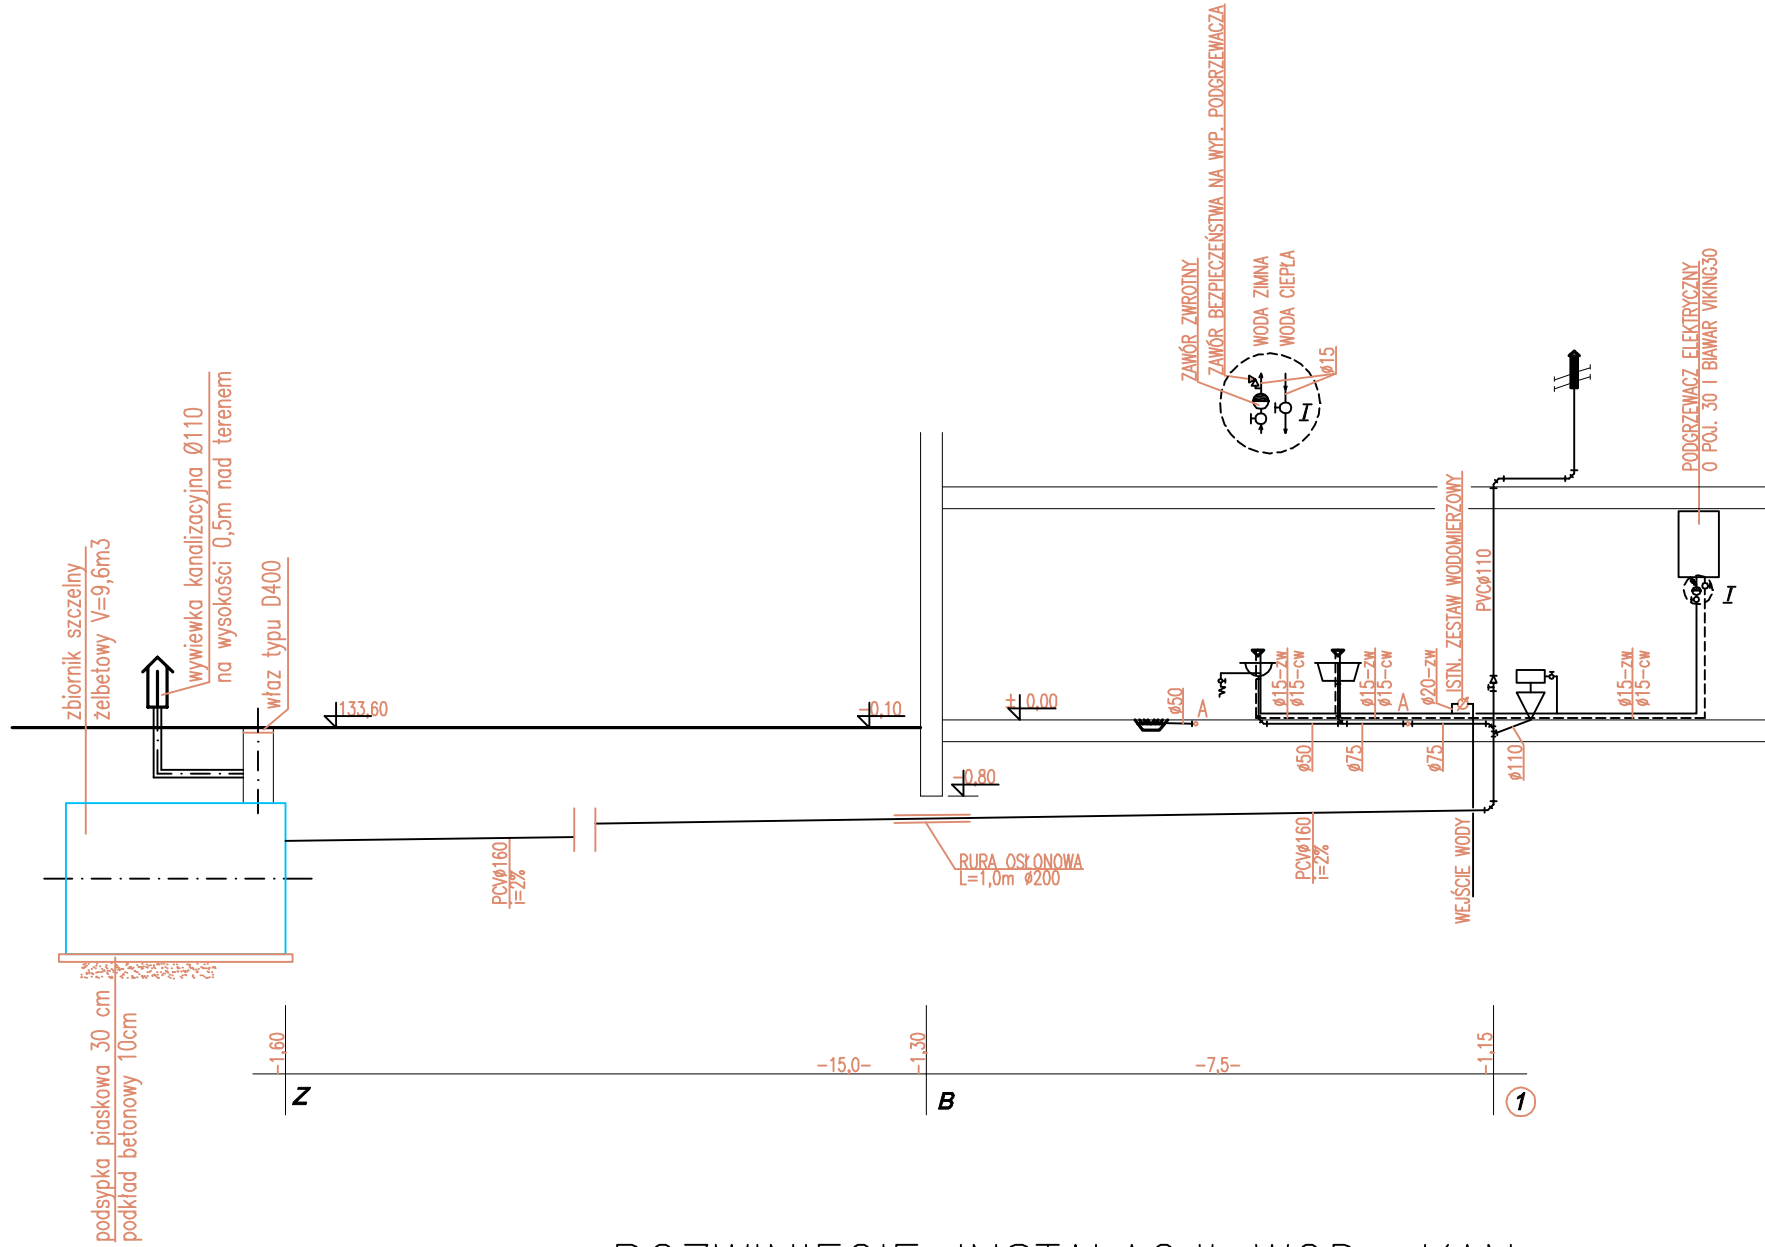 ZAWÓR ZWROTNY
ZAWÓR BEZPIECZEŃSTWA NA WYP. PODGRZEWACZA
WODA ZIMNA
WODA CIEPŁA
ø15
I
PODGRZEWACZ ELEKTRYCZNY
O POJ. 30 l BIAWAR VIKING30
I
zbiornik szczelny
żelbetowy V=9,6m3
wywiewka kanalizacyjna Ø110
na wysokości 0,5m nad terenem
właz typu D400
133,60
-0,10
± 0,00
-0,80
ø50
A
ø15-zw
ø15-cw
ø15-zw
ø15-cw
A
ø20-zw
ISTN. ZESTAW WODOMIERZOWY
PVCø110
ø15-zw
ø15-cw
ø50
ø75
ø75
ø110
PCVø160
i=2%
RURA OSŁONOWA
L=1,0m ø200
PCVø160
i=2%
WEJŚCIE WODY
podsypka piaskowa 30 cm
podkład betonowy 10cm
-1,60
-15,0-
-1,30
-7,5-
-1,15
Z
B
1
ROZWINIĘCIE INSTALACJI WOD.-KAN.